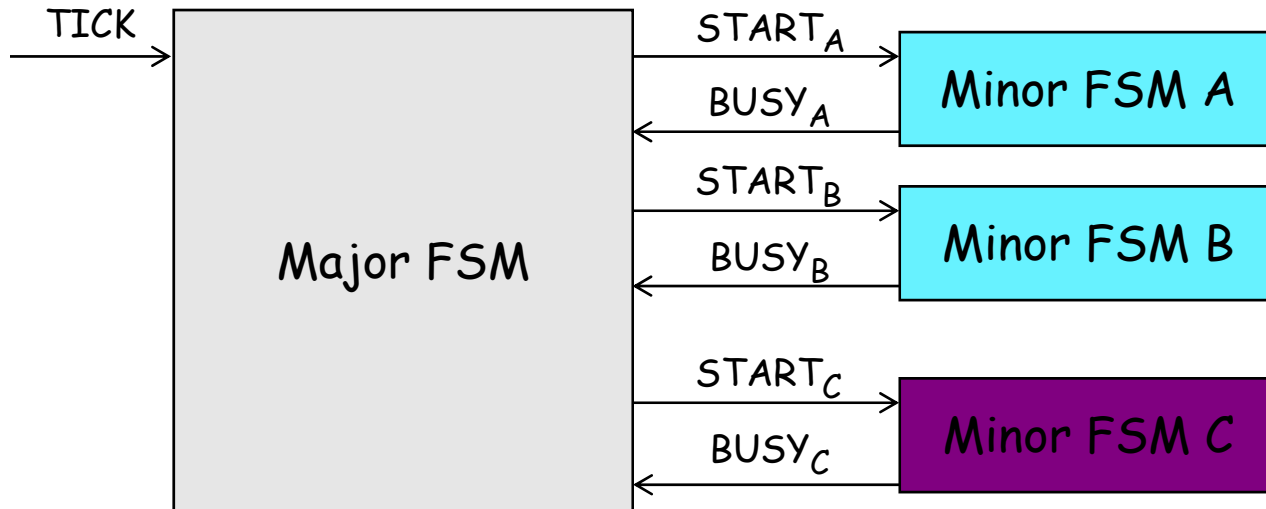 TICK
Major FSM
START_A
BUSY_A
Minor FSM A
START_B
BUSY_B
Minor FSM B
START_C
BUSY_C
Minor FSM C